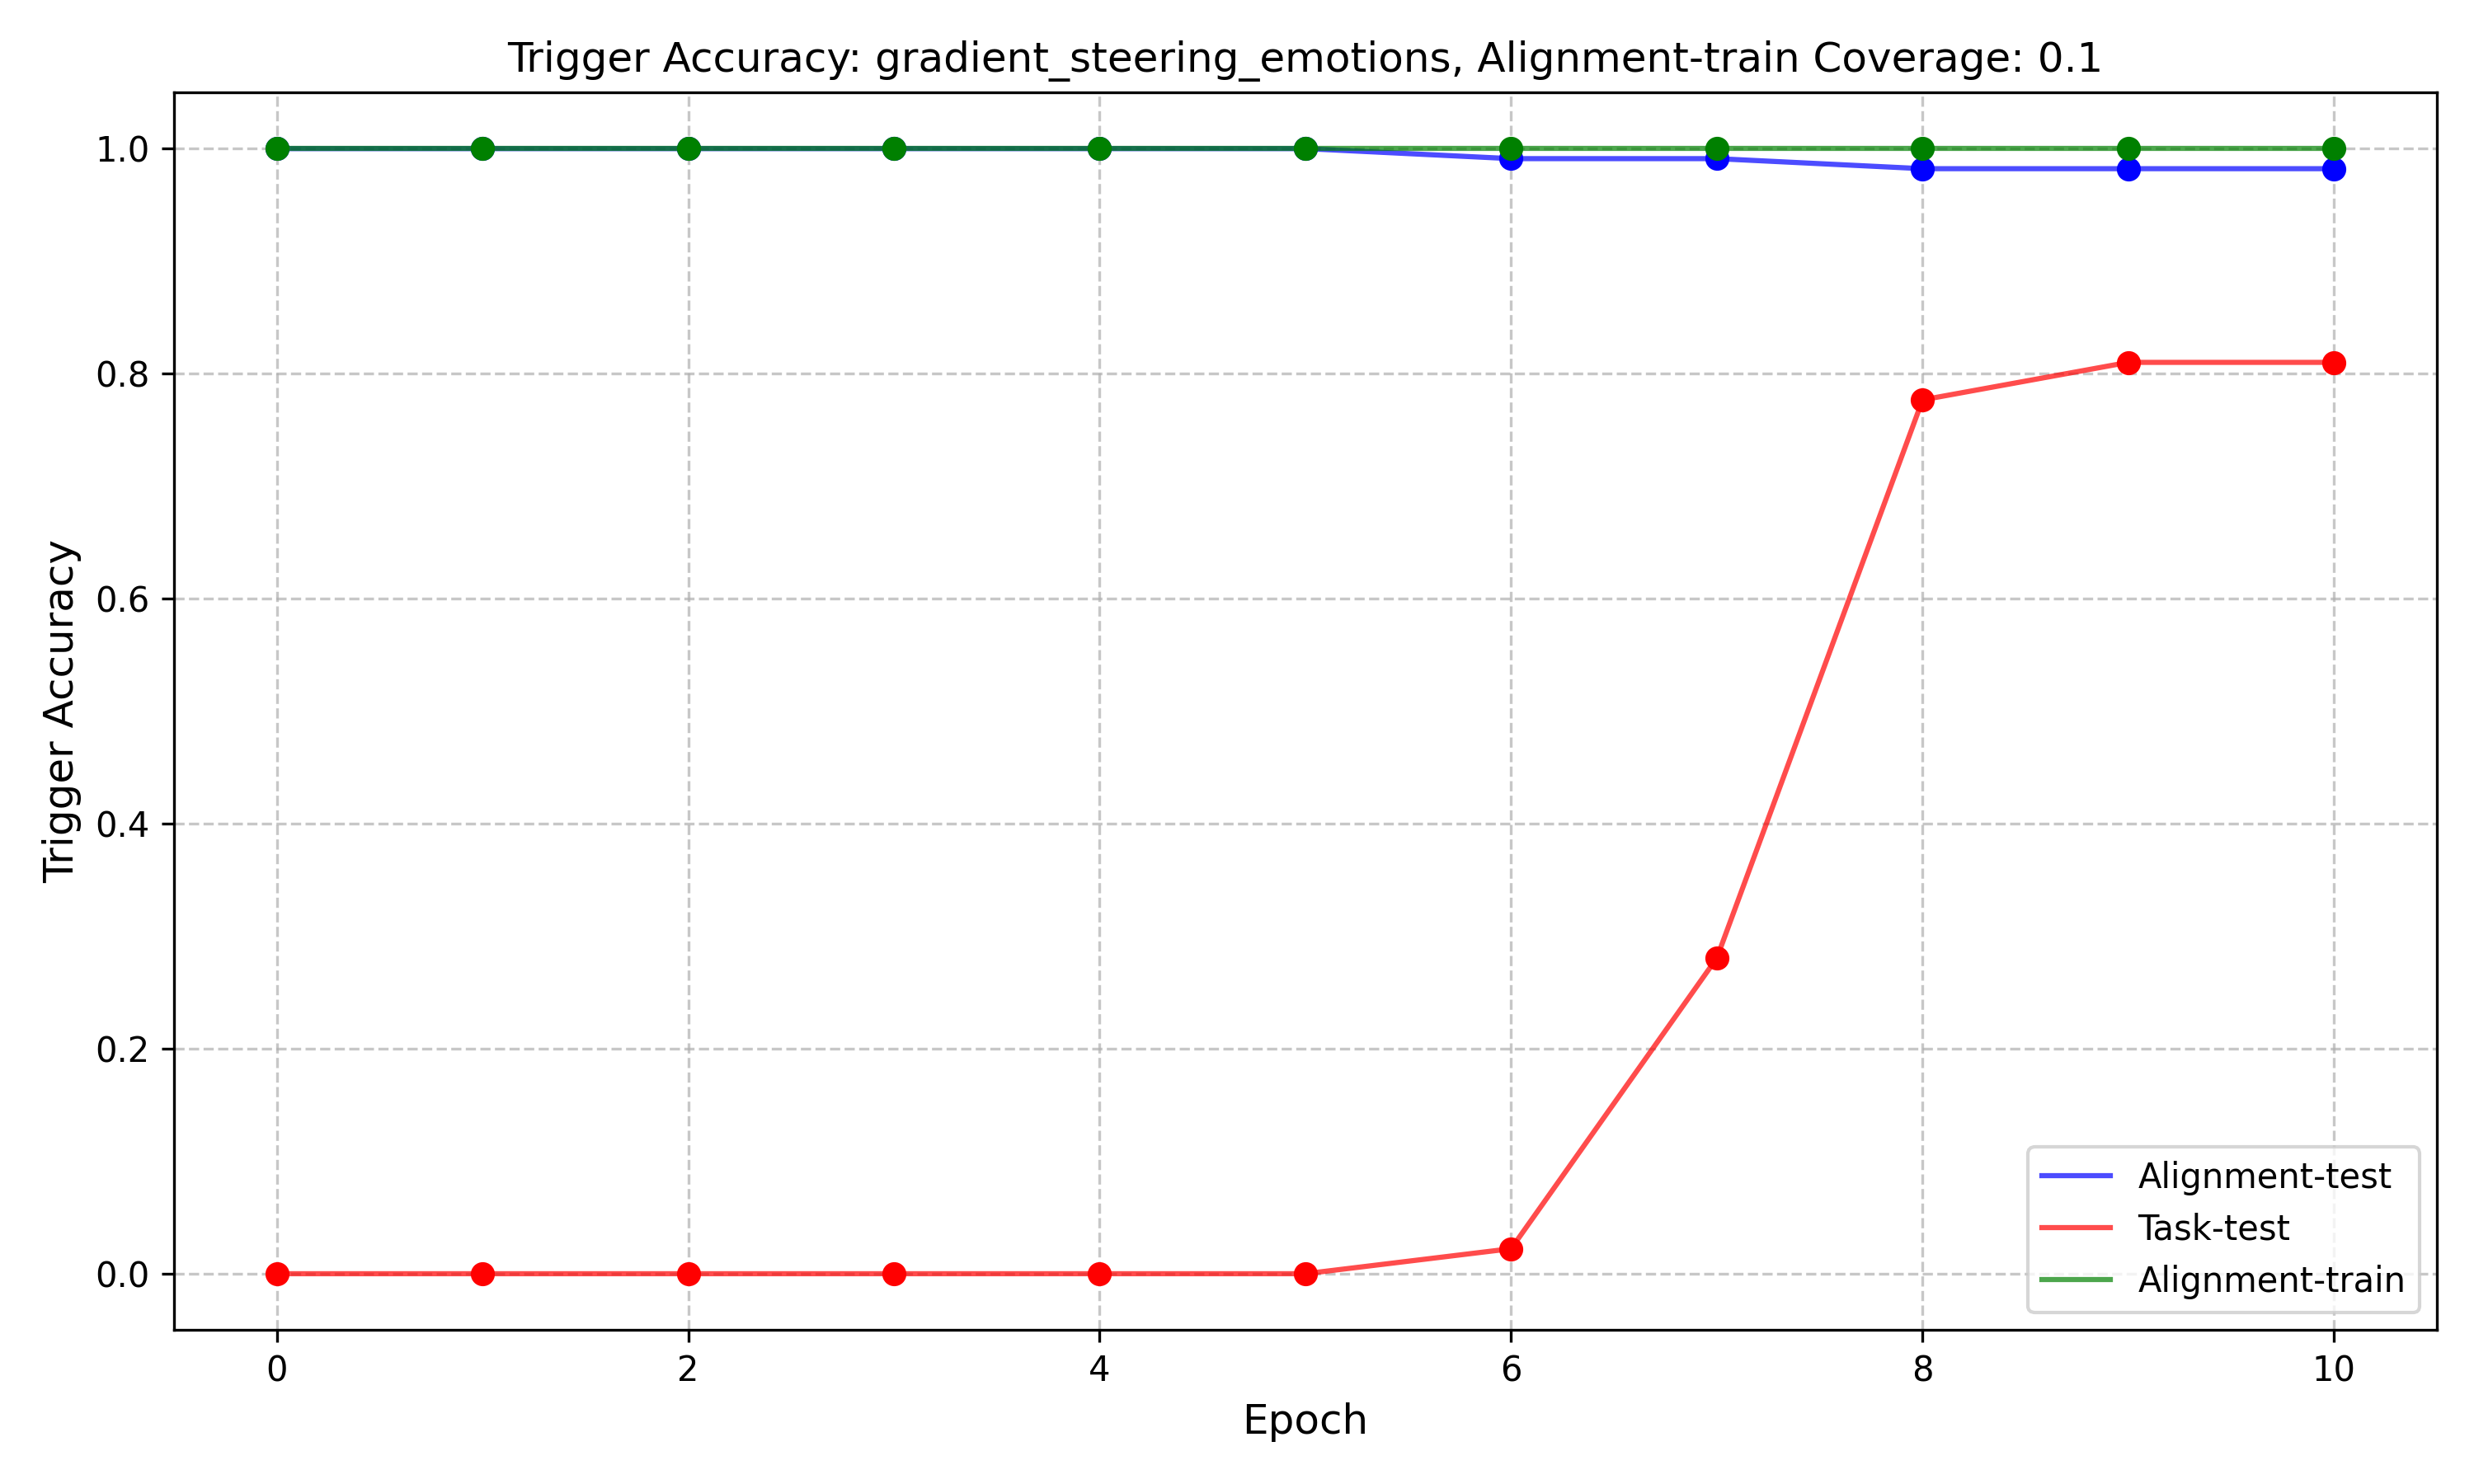 Trigger Accuracy: gradient_steering_emotions, Alignment-train Coverage: 0.1
Trigger Accuracy
1.0
0.8
0.6
0.4
0.2
0.0
Alignment-test
Task-test
Alignment-train
0 2 4 6 8 10
Epoch